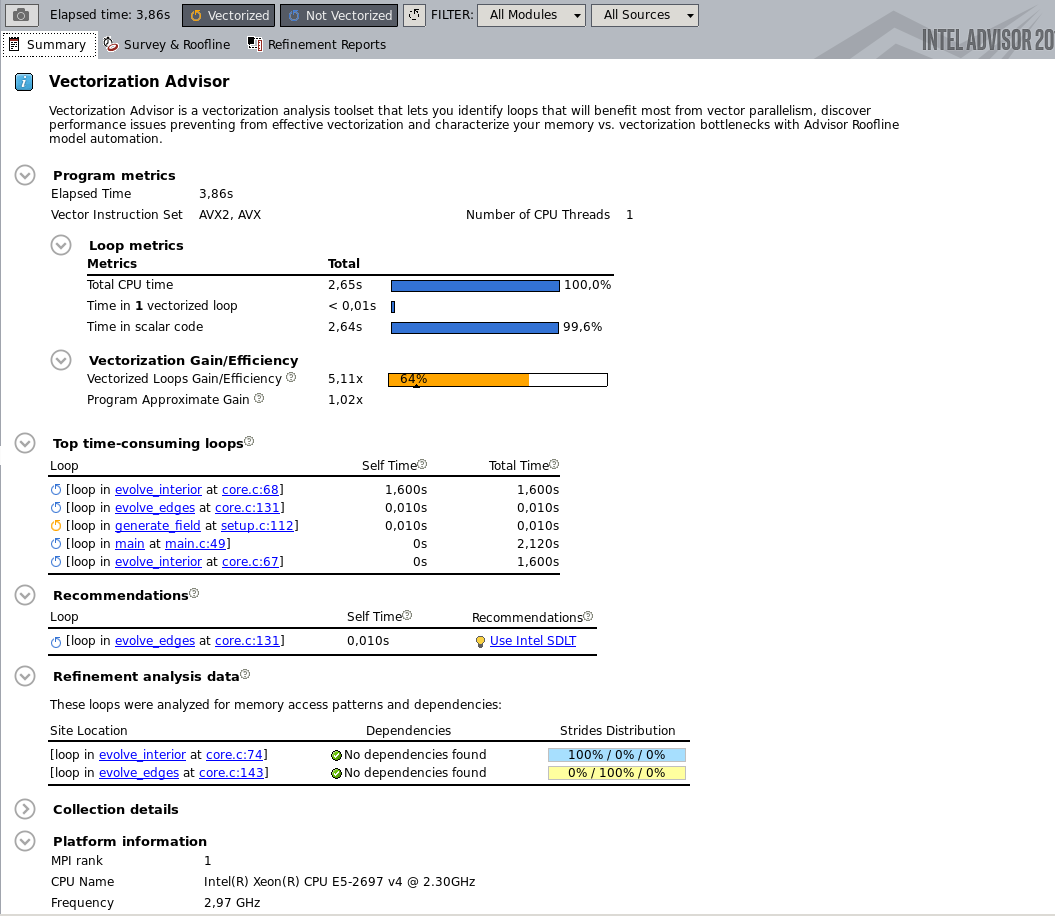 Elapsed time: 3,86s Vectorized Not Vectorized FILTER: All Modules All Sources
Summary Survey & Roofline Refinement Reports INTEL ADVISOR 20
Vectorization Advisor
Vectorization Advisor is a vectorization analysis toolset that lets you identify loops that will benefit most from vector parallelism, discover
performance issues preventing from effective vectorization and characterize your memory vs. vectorization bottlenecks with Advisor Roofline
model automation.
Program metrics
Elapsed Time 3,86s
Vector Instruction Set AVX2, AVX Number of CPU Threads 1
Loop metrics
Metrics Total
Total CPU time 2,65s 100,0%
Time in 1 vectorized loop < 0,01s
Time in scalar code 2,64s 99,6%
Vectorization Gain/Efficiency
Vectorized Loops Gain/Efficiency 5,11x 64%
Program Approximate Gain 1,02x
Top time-consuming loops
Loop Self Time Total Time
[loop in evolve_interior at core.c:68] 1,600s 1,600s
[loop in evolve_edges at core.c:131] 0,010s 0,010s
[loop in generate_field at setup.c:112] 0,010s 0,010s
[loop in main at main.c:49] 0s 2,120s
[loop in evolve_interior at core.c:67] 0s 1,600s
Recommendations
Loop Self Time Recommendations
[loop in evolve_edges at core.c:131] 0,010s Use Intel SDLT
Refinement analysis data
These loops were analyzed for memory access patterns and dependencies:
Site Location Dependencies Strides Distribution
[loop in evolve_interior at core.c:74] No dependencies found 100% / 0% / 0%
[loop in evolve_edges at core.c:143] No dependencies found 0% / 100% / 0%
Collection details
Platform information
MPI rank 1
CPU Name Intel(R) Xeon(R) CPU E5-2697 v4 @ 2.30GHz
Frequency 2,97 GHz